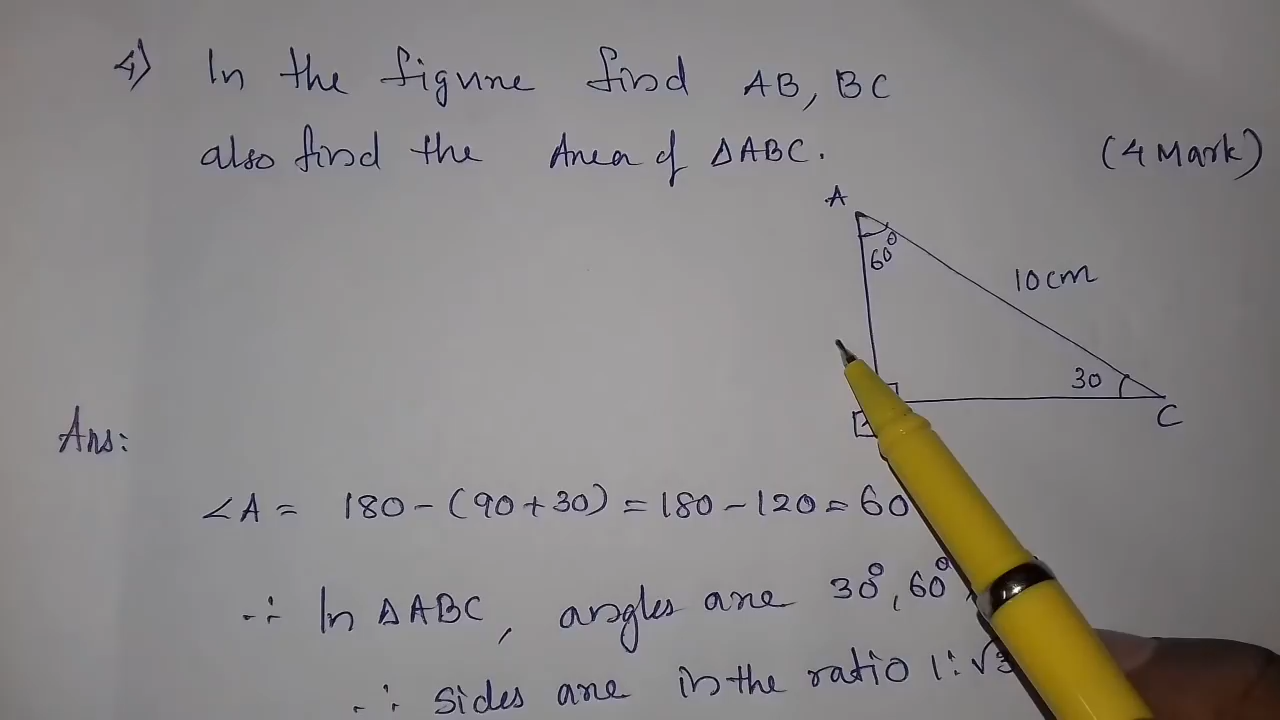 4) In the figure find AB, BC
also find the Area of ΔABC.
(4 Mark)
A
60°
10cm
30
C
Ans:
∠A = 180 - (90 + 30) = 180 - 120 = 60
∴ In ΔABC, angles are 30°, 60°,
∴ sides are in the ratio 1 : √3